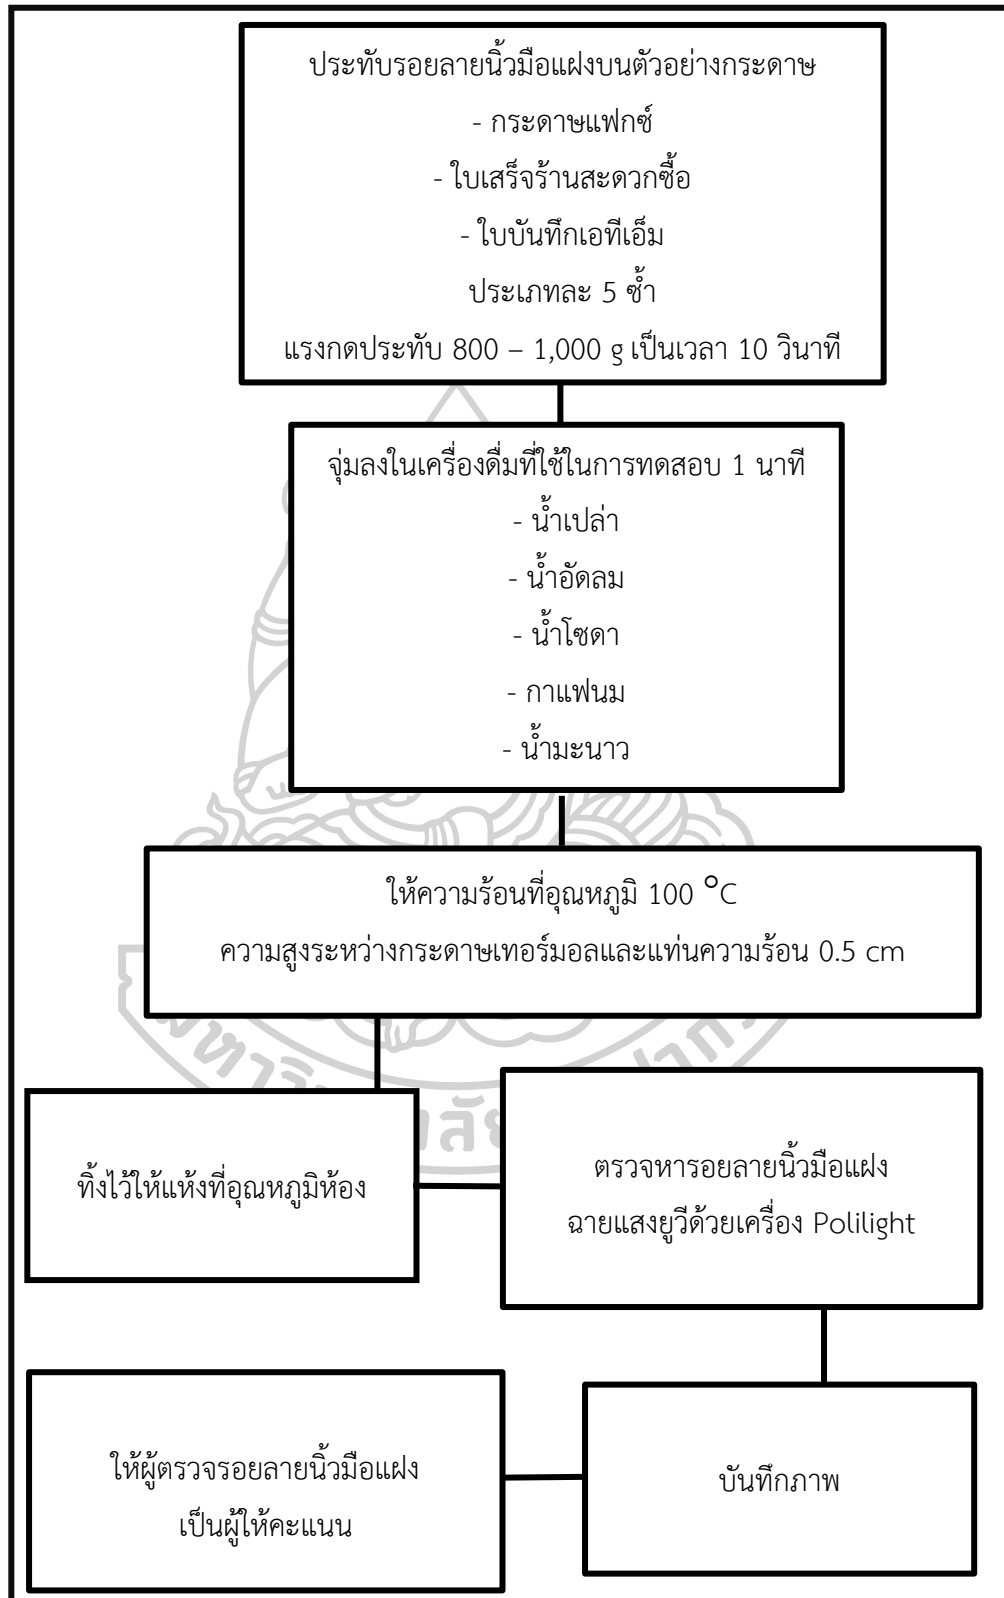 ประทับรอยลายนิ้วมือแฝงบนตัวอย่างกระดาษ
- กระดาษแฟกซ์
- ใบเสร็จร้านสะดวกซื้อ
- ใบบันทึกเอทีเอ็ม
ประเภทละ 5 ซ้ำ
แรงกดประทับ 800 – 1,000 g เป็นเวลา 10 วินาที
จุ่มลงในเครื่องดื่มที่ใช้ในการทดสอบ 1 นาที
- น้ำเปล่า
- น้ำอัดลม
- น้ำโซดา
- กาแฟนม
- น้ำมะนาว
ให้ความร้อนที่อุณหภูมิ 100 °C
ความสูงระหว่างกระดาษเทอร์มอลและแท่นความร้อน 0.5 cm
ทิ้งไว้ให้แห้งที่อุณหภูมิห้อง
ตรวจหารอยลายนิ้วมือแฝง
ฉายแสงยูวีด้วยเครื่อง Polilight
บันทึกภาพ
ให้ผู้ตรวจรอยลายนิ้วมือแฝง
เป็นผู้ให้คะแนน